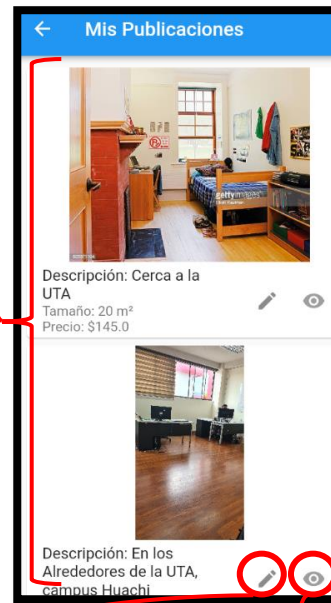 Mis Publicaciones
gettyimages
Descripción: Cerca a la
UTA
Tamaño: 20 m²
Precio: $145.0
Descripción: En los
Alrededores de la UTA,
campus Huachi